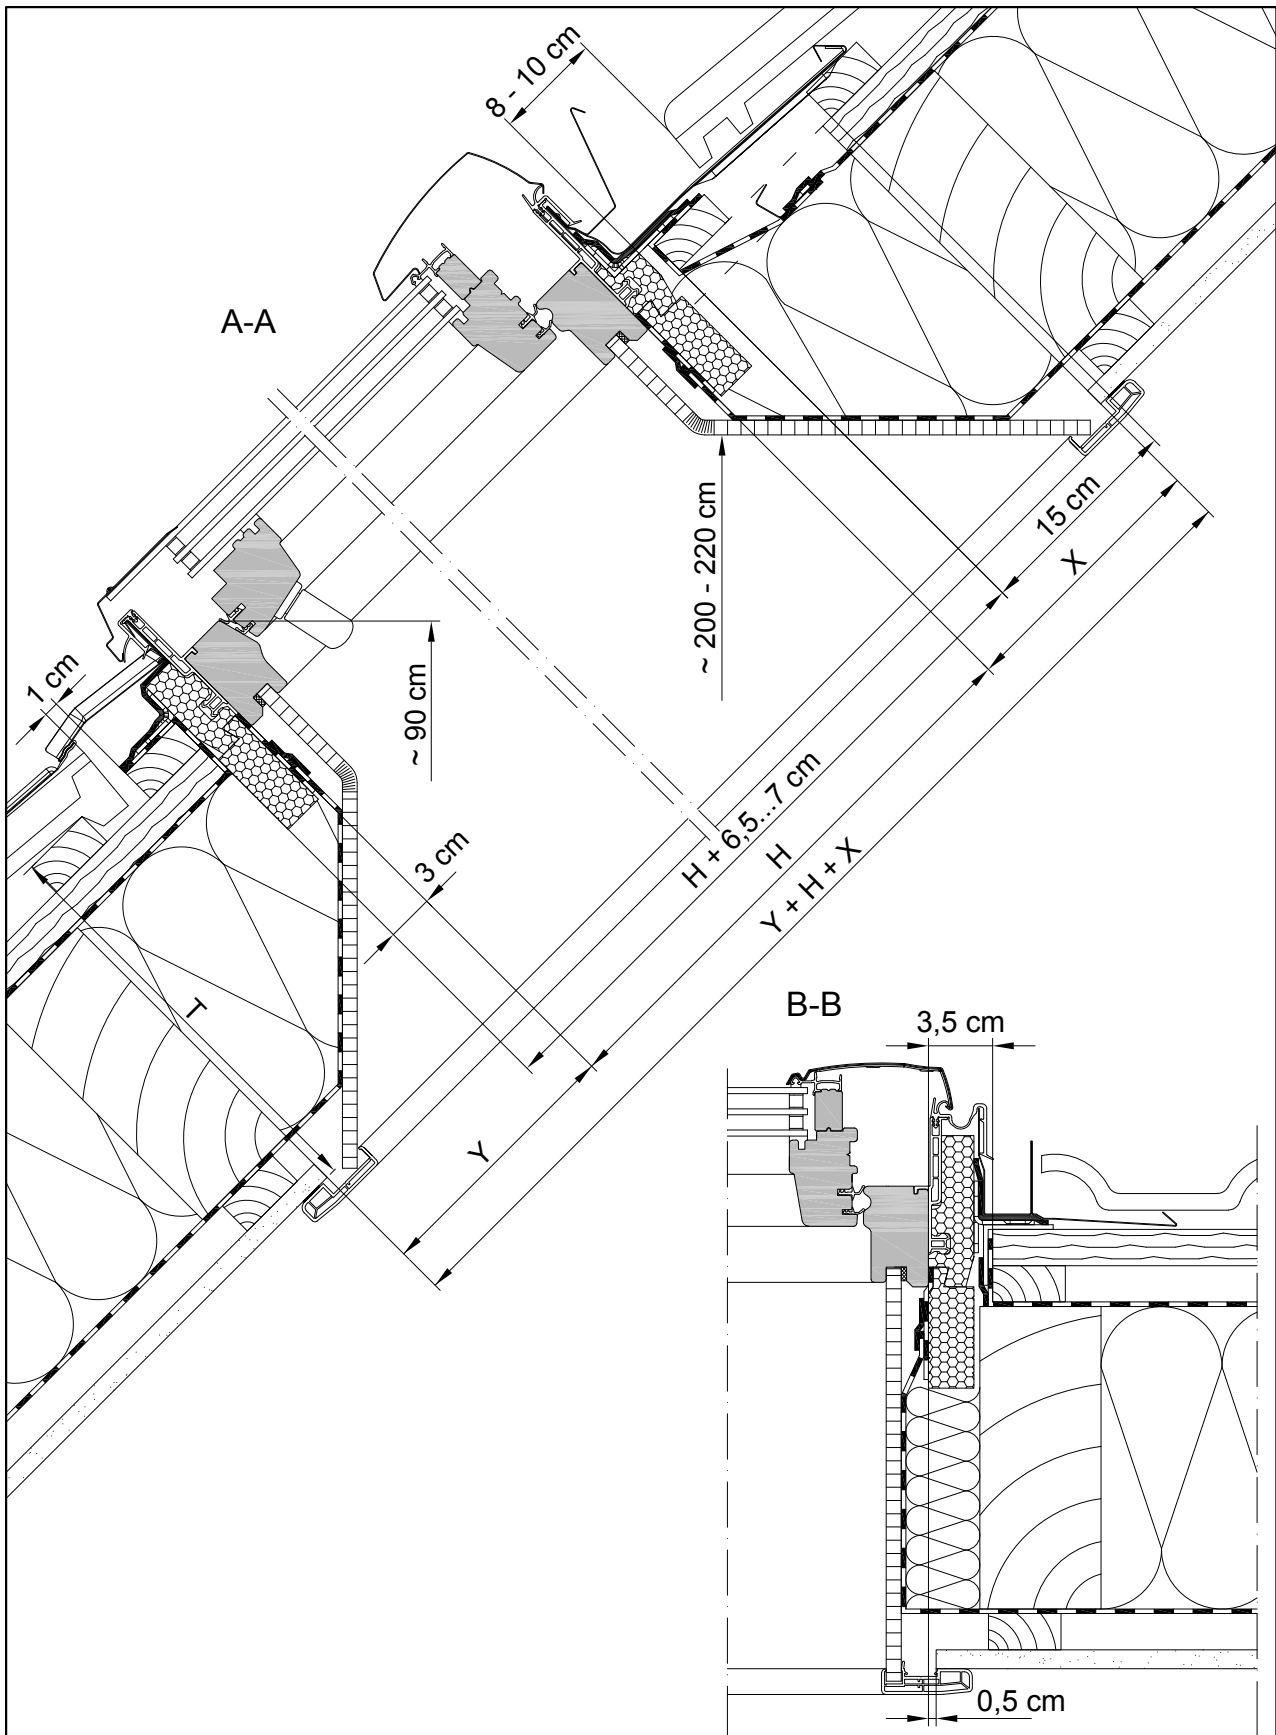 8 - 10 cm
A-A
15 cm
X
~ 200 - 220 cm
1 cm
~ 90 cm
H + 6,5...7 cm
H
Y + H + X
3 cm
T
Y
B-B
3,5 cm
0,5 cm